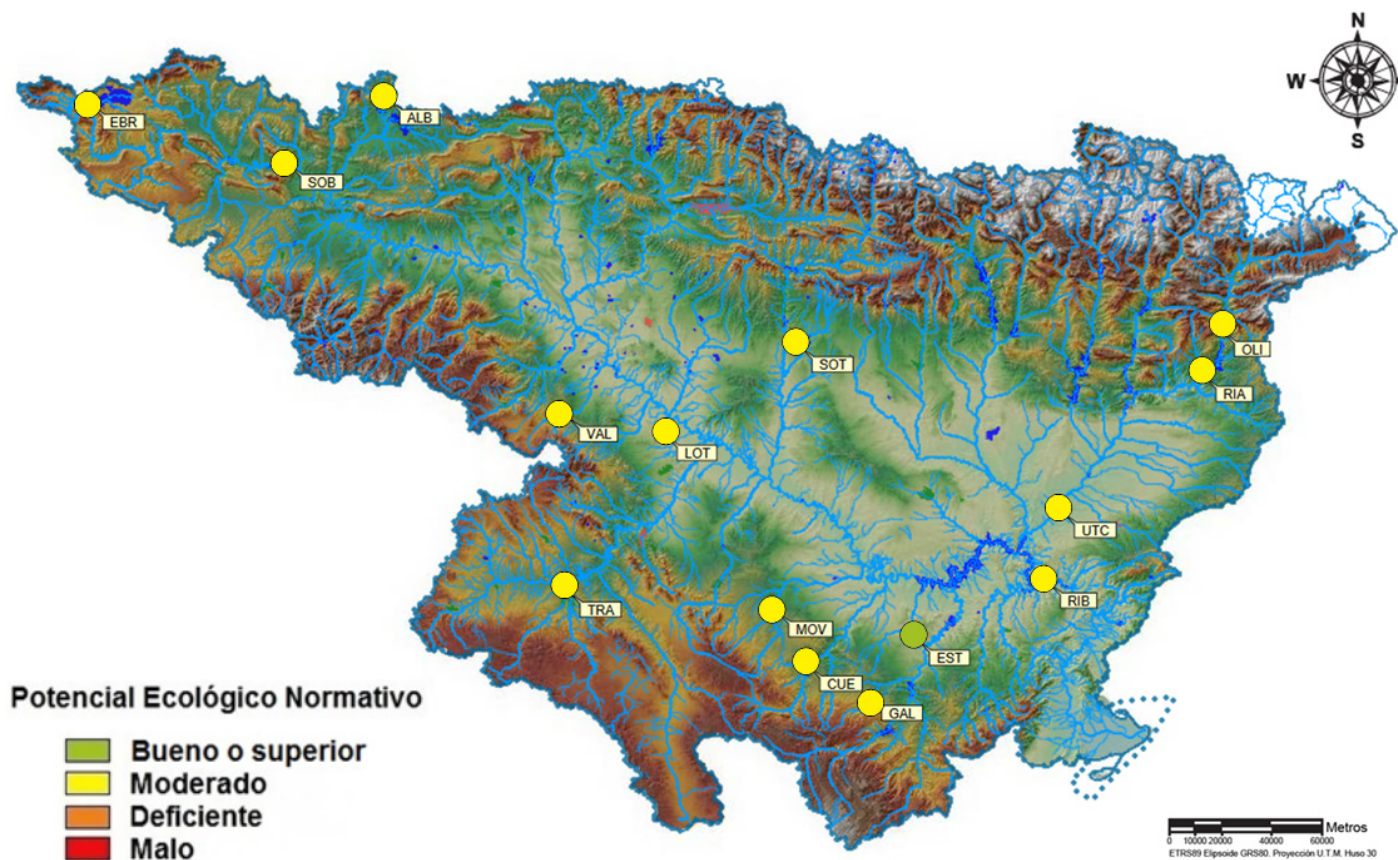 N
W
E
S
EBR
ALB
SOB
OLI
SOT
RIA
VAL
LOT
UTC
RIB
TRA
MOV
EST
CUE
GAL
Potencial Ecológico Normativo
Bueno o superior
Moderado
Deficiente
Malo
Metros
0 10000 20000 40000 60000
ETRS89 Elipsoide GRS80. Proyección U.T.M. Huso 30